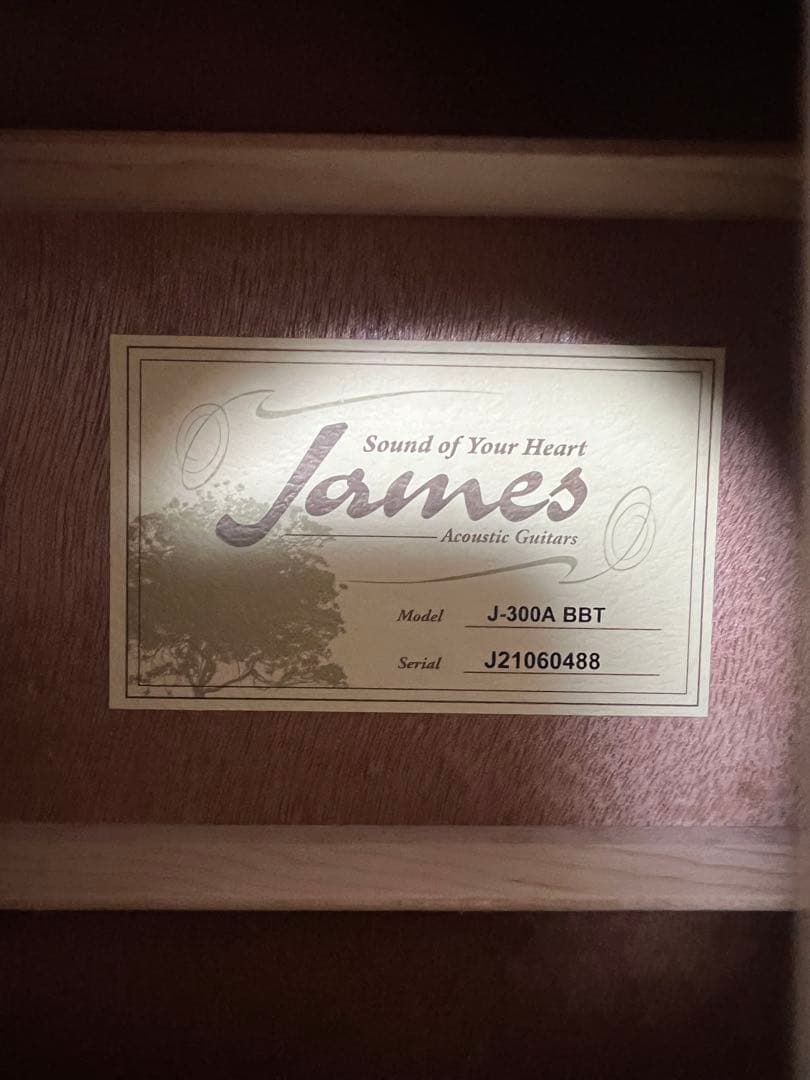 Sound of Your Heart
James
Acoustic Guitars
Model J-300A BBT
Serial J21060488